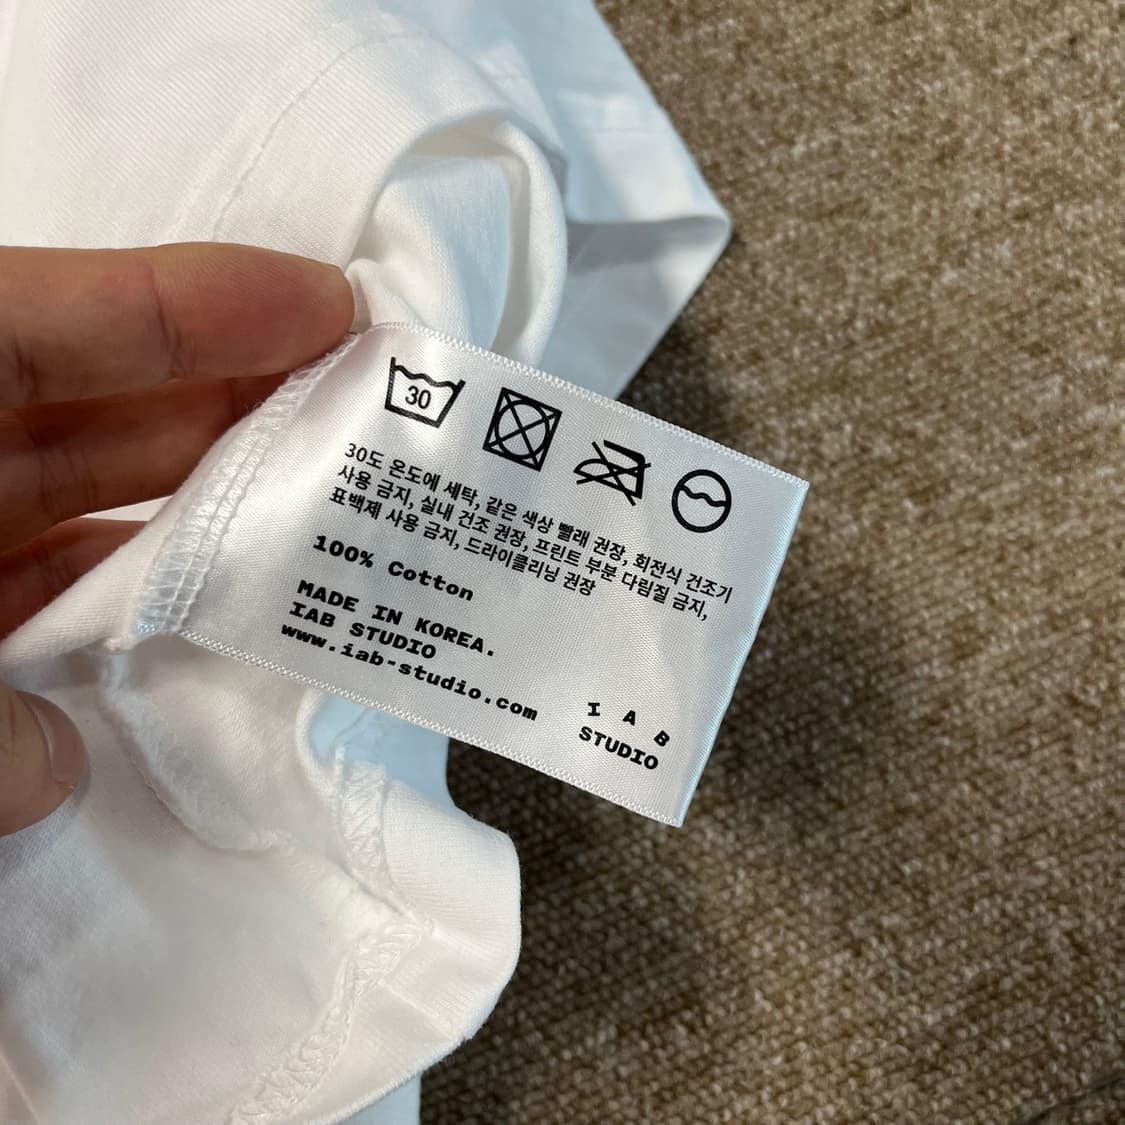 30
30도 온도에 세탁, 같은 색상 빨래 권장, 회전식 건조기
사용 금지, 실내 건조 권장, 프린트 부분 다림질 금지,
표백제 사용 금지, 드라이클리닝 권장
100% Cotton
MADE IN KOREA.
IAB STUDIO
www.iab-studio.com
I A B
STUDIO